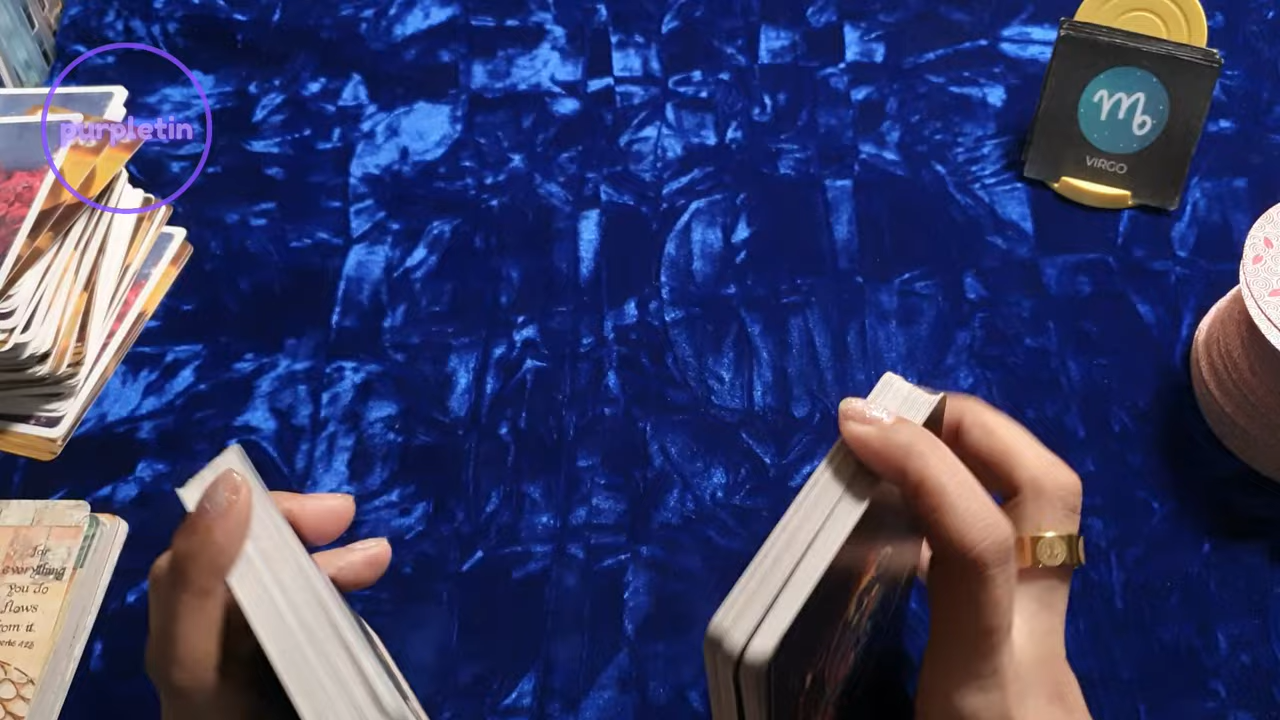 purpletin
VIRGO
for
everything
you do
flows
from it.